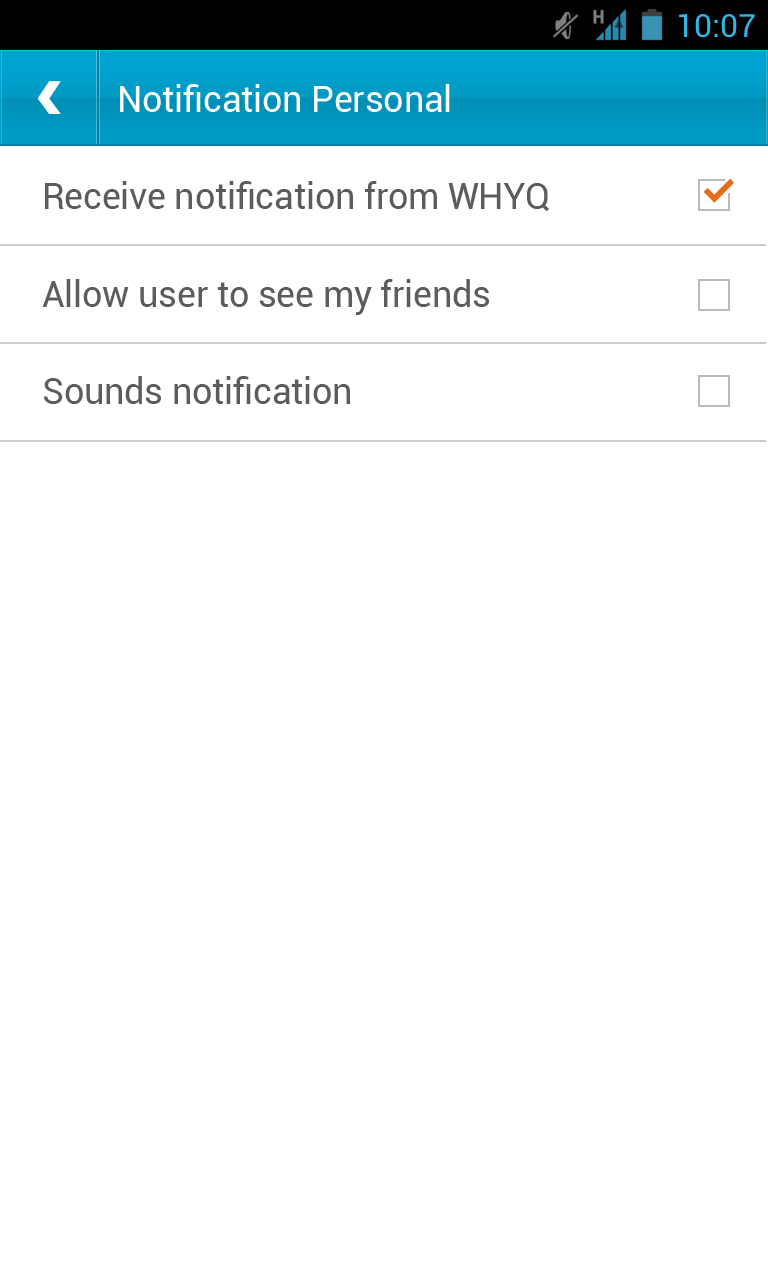 H 10:07
Notification Personal
Receive notification from WHYQ
Allow user to see my friends
Sounds notification